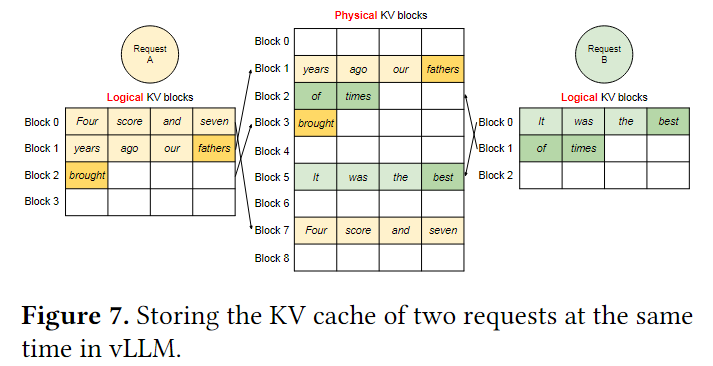 Physical KV blocks
Request
A
Logical KV blocks
Block 0 Four score and seven
Block 1 years ago our fathers
Block 2 brought
Block 3
Block 0
Block 1 years ago our fathers
Block 2 of times
Block 3 brought
Block 4
Block 5 It was the best
Block 6
Block 7 Four score and seven
Block 8
Request
B
Logical KV blocks
Block 0 It was the best
Block 1 of times
Block 2
Figure 7. Storing the KV cache of two requests at the same
time in vLLM.